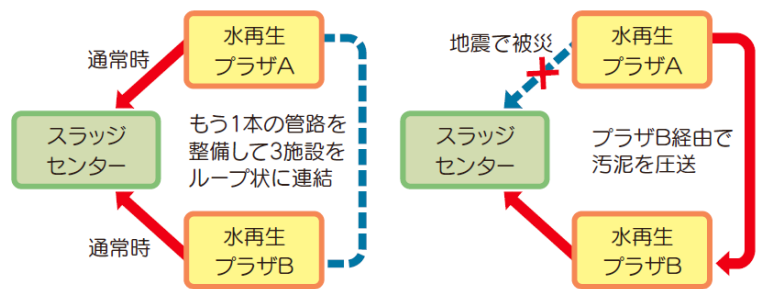 水再生
プラザA
通常時
スラッジ
センター
もう1本の管路を
整備して3施設を
ループ状に連結
通常時
水再生
プラザB
地震で被災
水再生
プラザA
スラッジ
センター
プラザB経由で
汚泥を圧送
水再生
プラザB